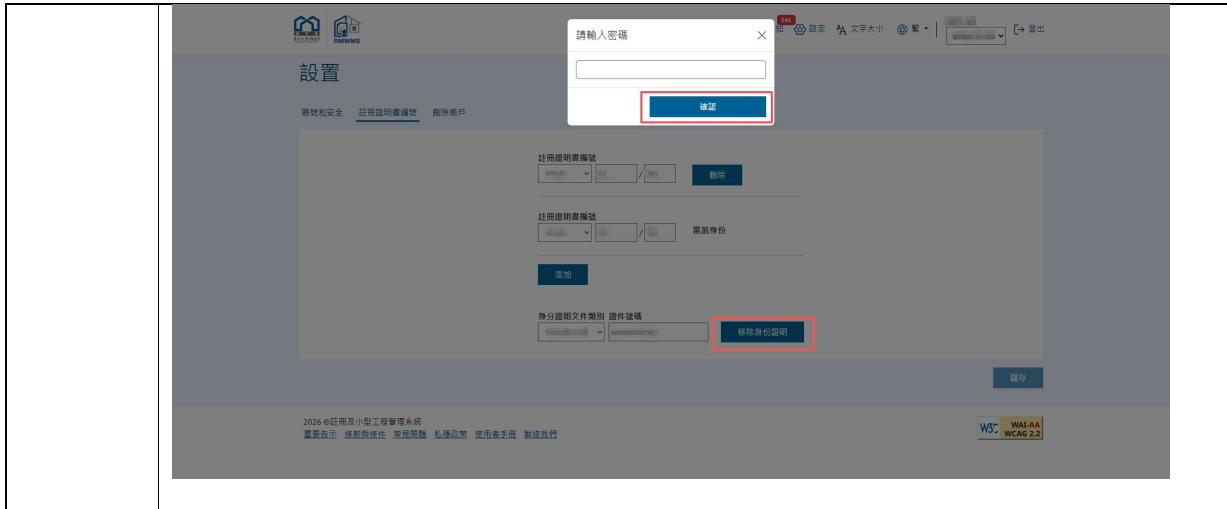 BUILDINGS
RMWMS
請輸入密碼
241
知 設定 文字大小 繁 登出
確認
設置
賬號和安全 註冊證明書編號 刪除帳戶
註冊證明書編號
/ 刪除
註冊證明書編號
/ 當前身份
添加
身分證明文件類別 證件號碼
移除身份證明
儲存
2026 ©註冊及小型工程管理系統
重要告示 條款與條件 常見問題 私隱政策 使用者手冊 聯絡我們
W3C WAI-AA
WCAG 2.2